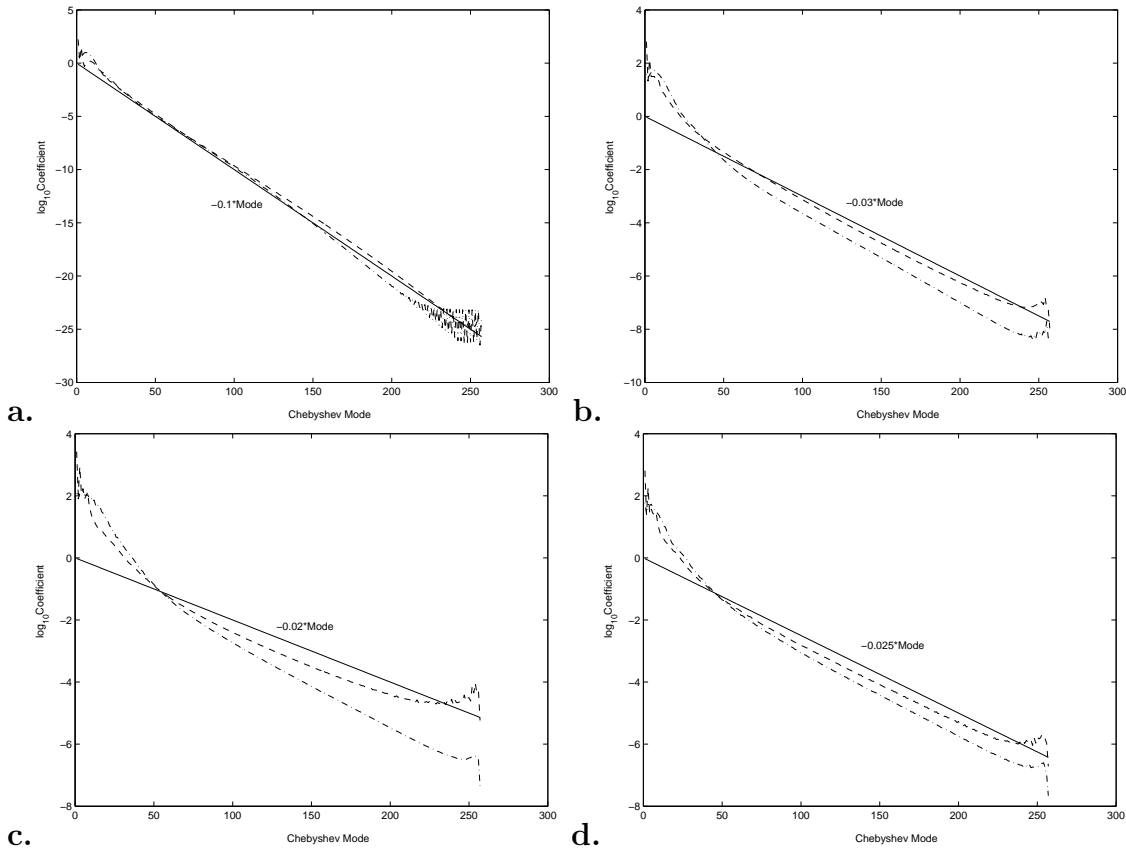 5
0
−5
−10
−15
−20
−25
−30
0 50 100 150 200 250 300
log10Coefficient
−0.1*Mode
Chebyshev Mode
a.
4
2
0
−2
−4
−6
−8
−10
0 50 100 150 200 250 300
log10Coefficient
−0.03*Mode
Chebyshev Mode
b.
4
2
0
−2
−4
−6
−8
0 50 100 150 200 250 300
log10Coefficient
−0.02*Mode
Chebyshev Mode
c.
4
2
0
−2
−4
−6
−8
0 50 100 150 200 250 300
log10Coefficient
−0.025*Mode
Chebyshev Mode
d.